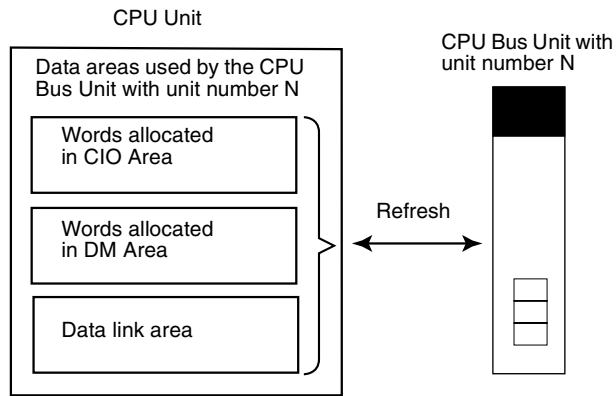 CPU Unit
Data areas used by the CPU
Bus Unit with unit number N
Words allocated
in CIO Area
Words allocated
in DM Area
Data link area
Refresh
CPU Bus Unit with
unit number N